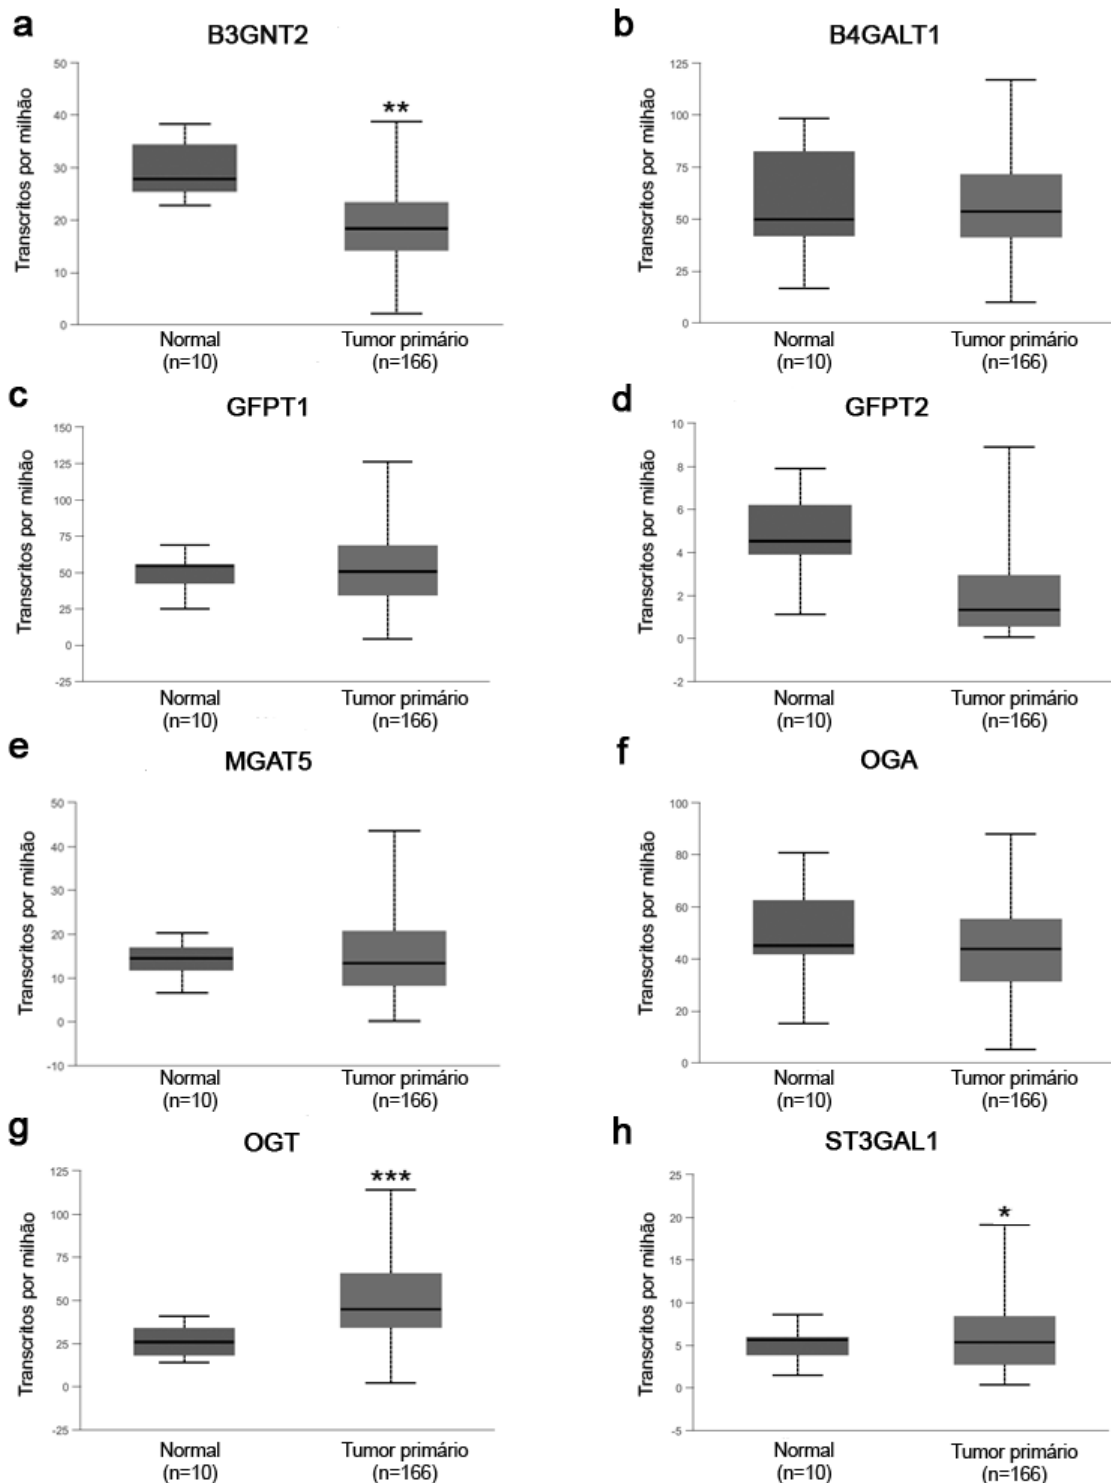 a
B3GNT2
Transcritos por milhão
50
40
30
20
10
0
**
Normal
(n=10)
Tumor primário
(n=166)
b
B4GALT1
Transcritos por milhão
125
100
75
50
25
0
Normal
(n=10)
Tumor primário
(n=166)
c
GFPT1
Transcritos por milhão
150
125
100
75
50
25
0
-25
Normal
(n=10)
Tumor primário
(n=166)
d
GFPT2
Transcritos por milhão
10
8
6
4
2
0
-2
Normal
(n=10)
Tumor primário
(n=166)
e
MGAT5
Transcritos por milhão
50
40
30
20
10
0
-10
Normal
(n=10)
Tumor primário
(n=166)
f
OGA
Transcritos por milhão
100
80
60
40
20
0
Normal
(n=10)
Tumor primário
(n=166)
g
OGT
Transcritos por milhão
125
100
75
50
25
0
-25
***
Normal
(n=10)
Tumor primário
(n=166)
h
ST3GAL1
Transcritos por milhão
25
20
15
10
5
0
-5
*
Normal
(n=10)
Tumor primário
(n=166)